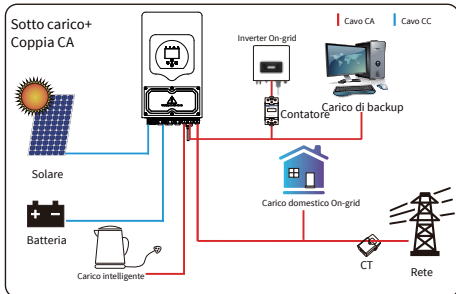 Sotto carico+
Coppia CA
Cavo CA
Cavo CC
Inverter On-grid
Contatore
Carico di backup
Solare
Carico domestico On-grid
Batteria
Carico intelligente
CT
Rete